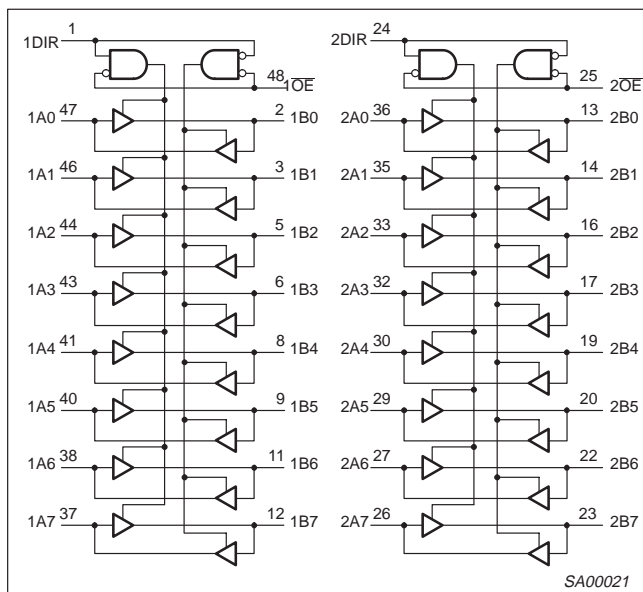 1DIR 1 2DIR 24
48 1OE 25 2OE
1A0 47 2 1B0 2A0 36 13 2B0
1A1 46 3 1B1 2A1 35 14 2B1
1A2 44 5 1B2 2A2 33 16 2B2
1A3 43 6 1B3 2A3 32 17 2B3
1A4 41 8 1B4 2A4 30 19 2B4
1A5 40 9 1B5 2A5 29 20 2B5
1A6 38 11 1B6 2A6 27 22 2B6
1A7 37 12 1B7 2A7 26 23 2B7
SA00021